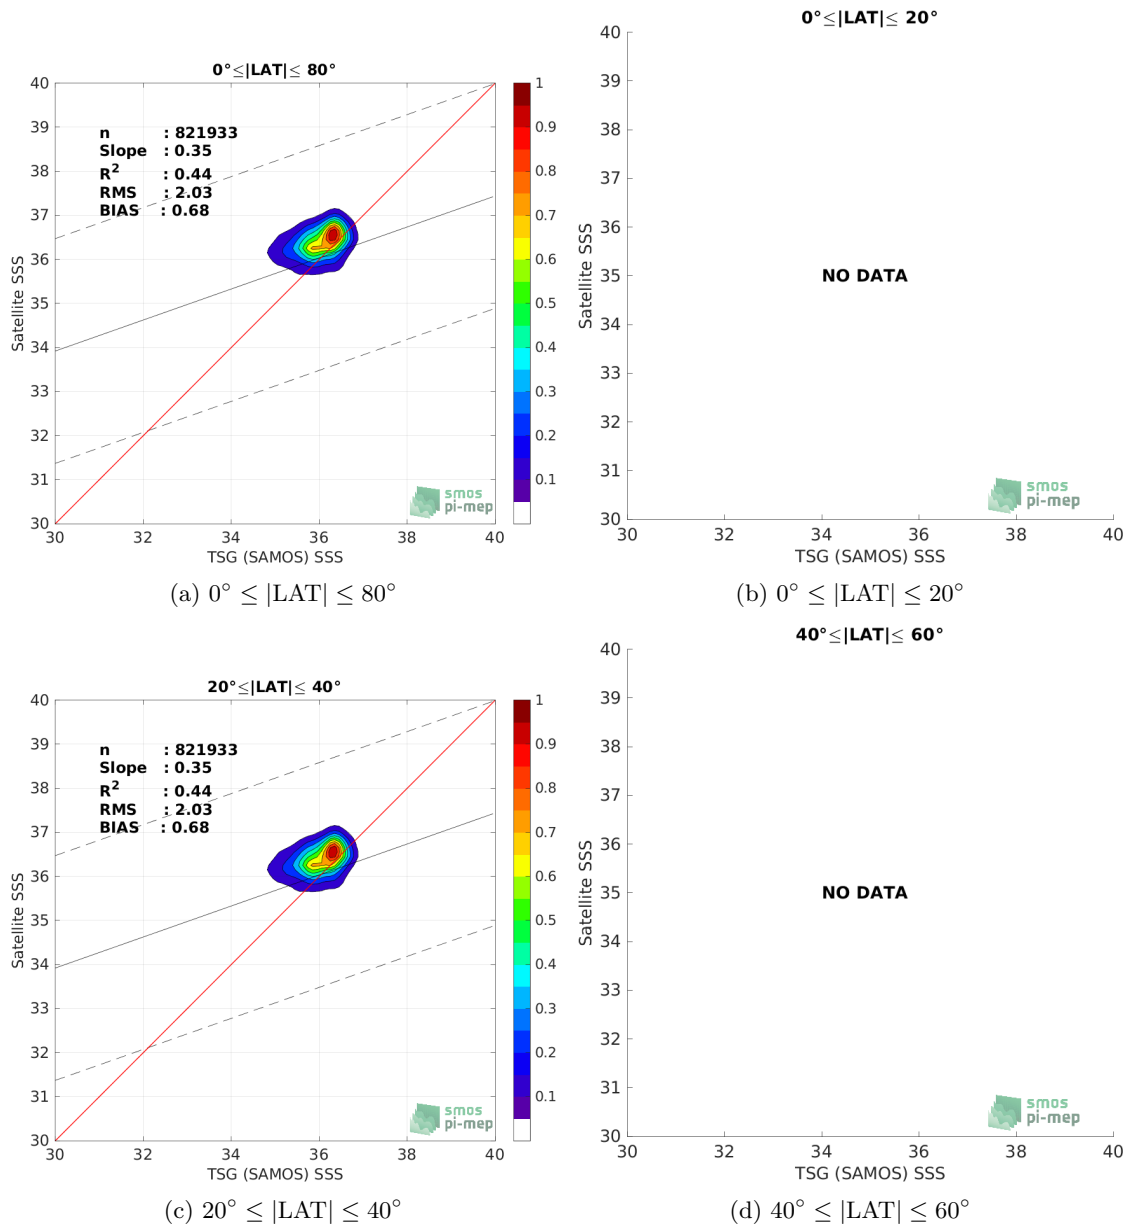 0°≤|LAT|≤ 80°
40
39
38
37
36
35
34
33
32
31
30
n : 821933
Slope : 0.35
R² : 0.44
RMS : 2.03
BIAS : 0.68
Satellite SSS
30 32 34 36 38 40
TSG (SAMOS) SSS
1
0.9
0.8
0.7
0.6
0.5
0.4
0.3
0.2
0.1
smos
pi-mep
(a) 0° ≤ |LAT| ≤ 80°
0°≤|LAT|≤ 20°
40
39
38
37
36
35
34
33
32
31
30
Satellite SSS
NO DATA
smos
pi-mep
30 32 34 36 38 40
TSG (SAMOS) SSS
(b) 0° ≤ |LAT| ≤ 20°
20°≤|LAT|≤ 40°
40
39
38
37
36
35
34
33
32
31
30
n : 821933
Slope : 0.35
R² : 0.44
RMS : 2.03
BIAS : 0.68
Satellite SSS
30 32 34 36 38 40
TSG (SAMOS) SSS
1
0.9
0.8
0.7
0.6
0.5
0.4
0.3
0.2
0.1
smos
pi-mep
(c) 20° ≤ |LAT| ≤ 40°
40°≤|LAT|≤ 60°
40
39
38
37
36
35
34
33
32
31
30
Satellite SSS
NO DATA
smos
pi-mep
30 32 34 36 38 40
TSG (SAMOS) SSS
(d) 40° ≤ |LAT| ≤ 60°